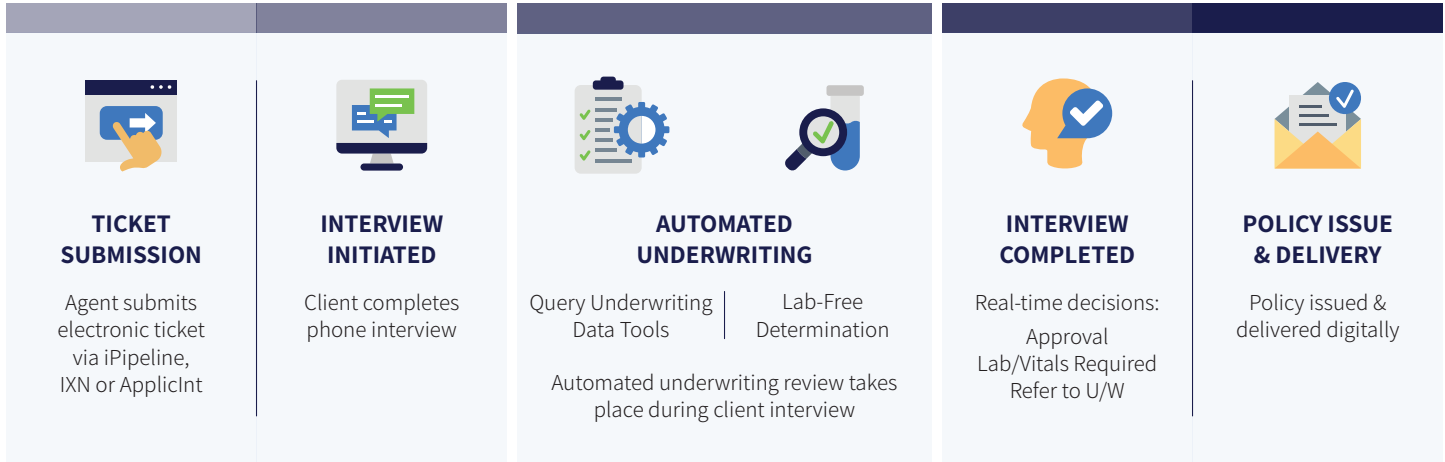 TICKET
SUBMISSION
Agent submits
electronic ticket
via iPipeline,
IXN or ApplicInt
INTERVIEW
INITIATED
Client completes
phone interview
AUTOMATED
UNDERWRITING
Query Underwriting
Data Tools
Lab-Free
Determination
Automated underwriting review takes
place during client interview
INTERVIEW
COMPLETED
Real-time decisions:
Approval
Lab/Vitals Required
Refer to U/W
POLICY ISSUE
& DELIVERY
Policy issued &
delivered digitally